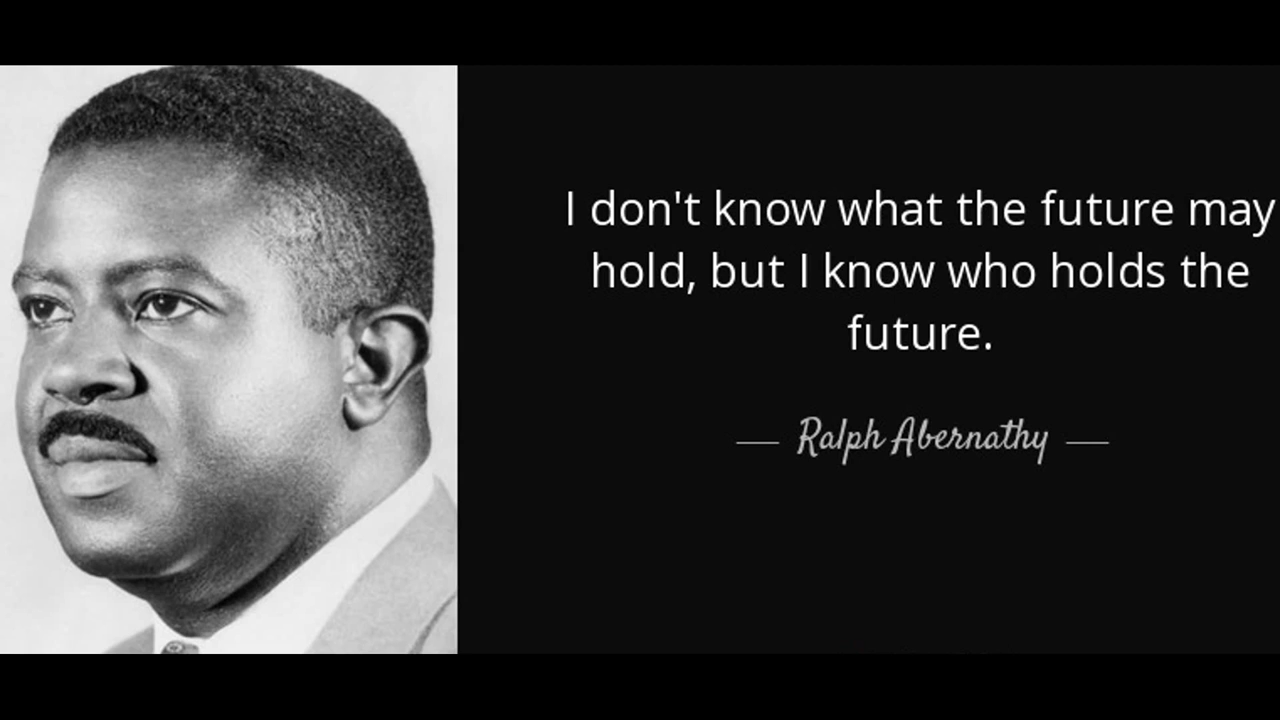 I don't know what the future may
hold, but I know who holds the
future.
Ralph Abernathy